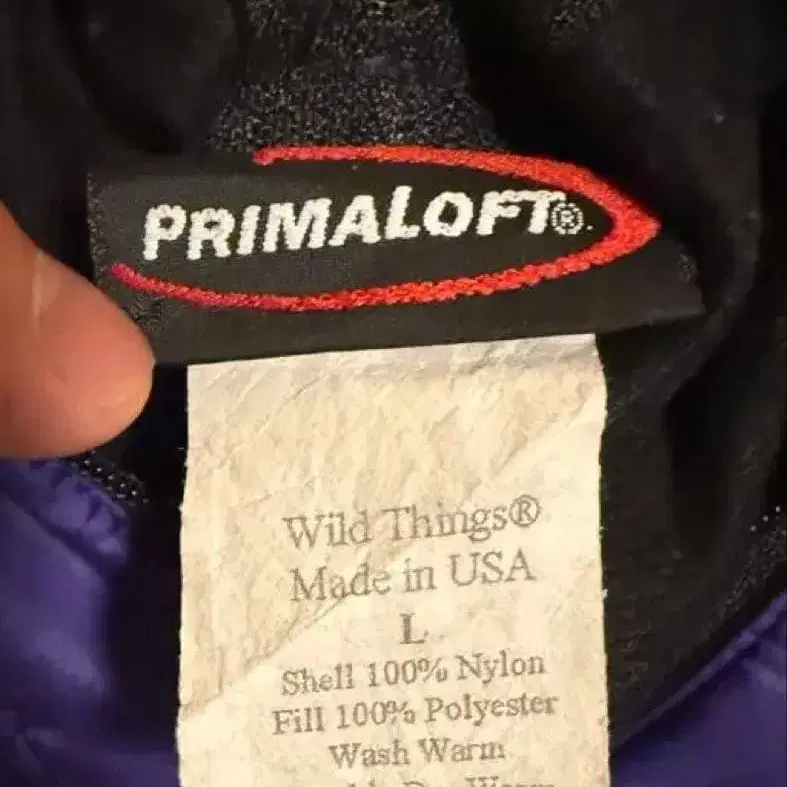 PRIMALOFT®
Wild Things®
Made in USA
L
Shell 100% Nylon
Fill 100% Polyester
Wash Warm